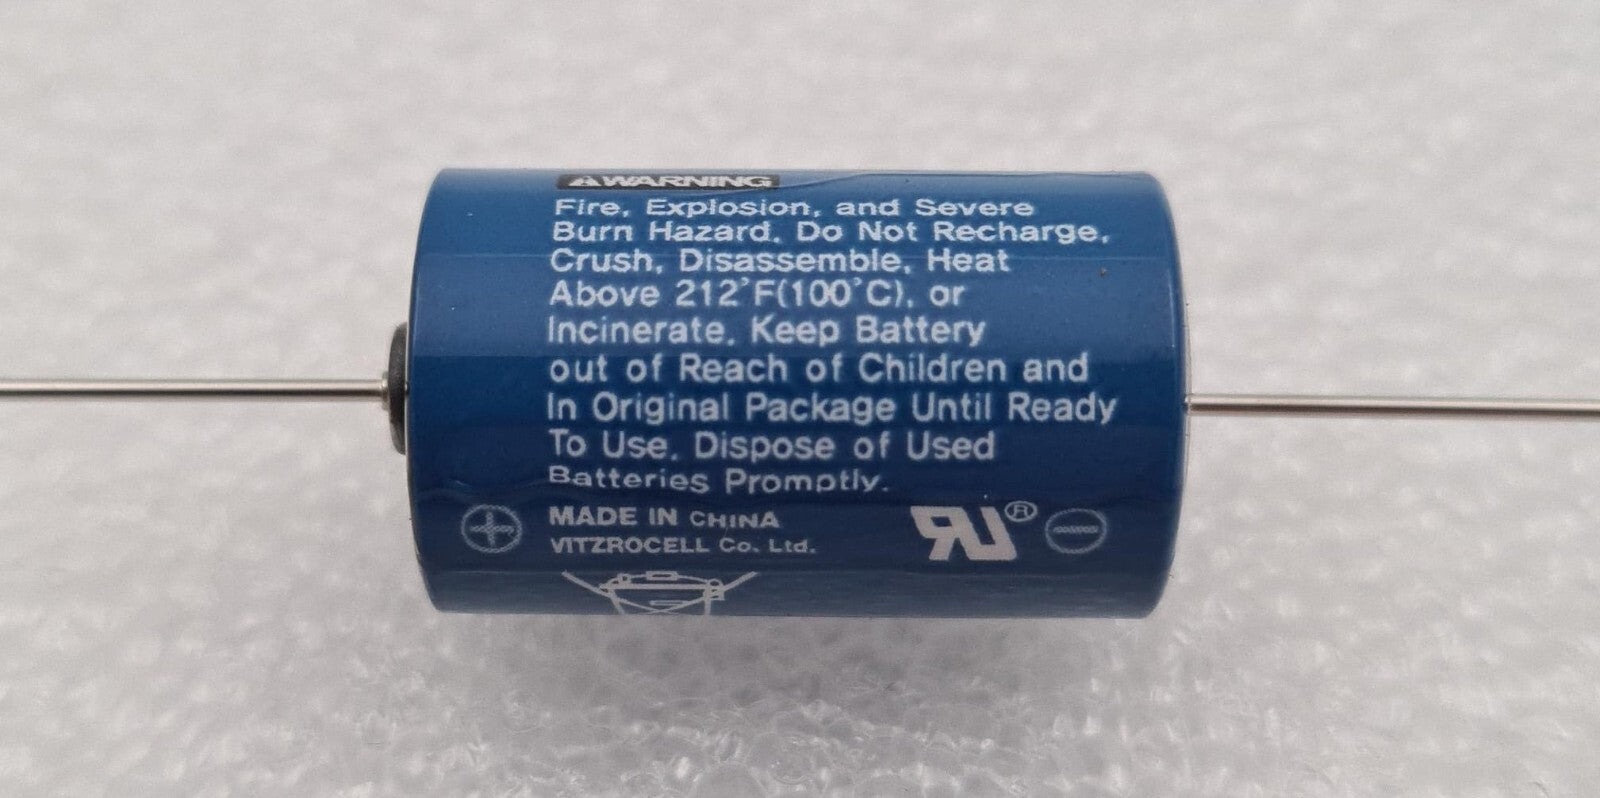 ⚠WARNING
Fire, Explosion, and Severe
Burn Hazard. Do Not Recharge,
Crush, Disassemble, Heat
Above 212°F(100°C), or
Incinerate. Keep Battery
out of Reach of Children and
In Original Package Until Ready
To Use. Dispose of Used
Batteries Promptly.
MADE IN CHINA
VITZROCELL Co. Ltd.
RU®